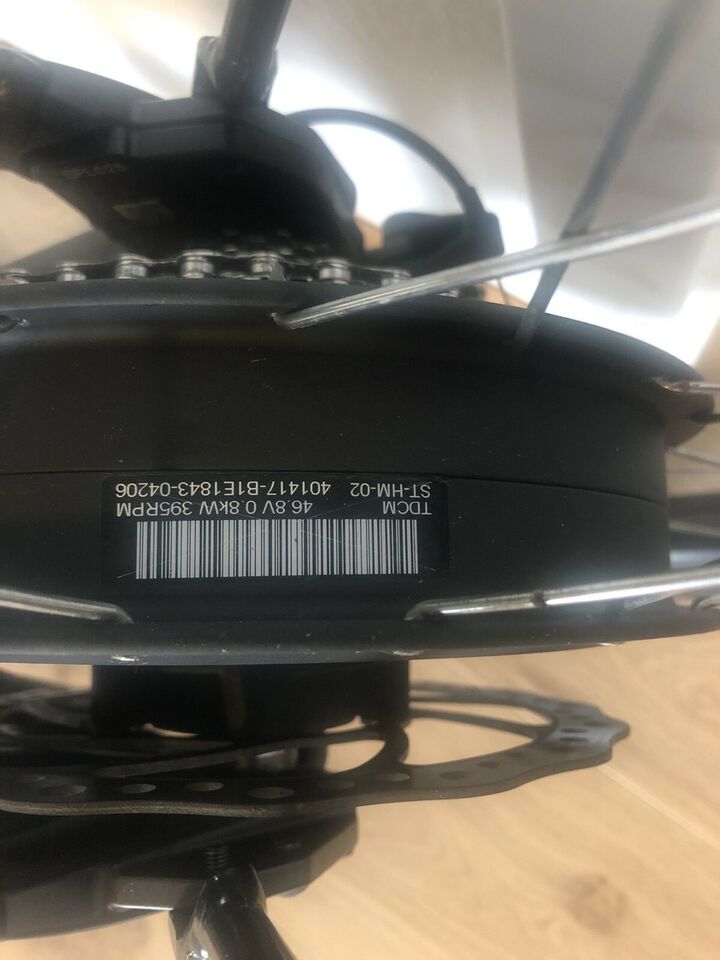 TDCM 46.8V 0.8kW 395RPM
ST-HM-02 401417-B1E1843-04206